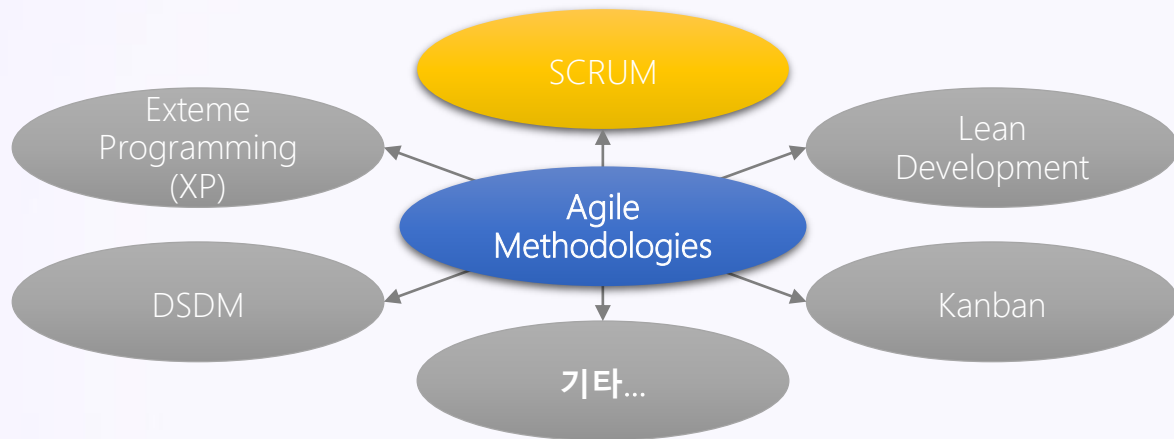 SCRUM
Exteme
Programming
(XP)
Lean
Development
Agile
Methodologies
DSDM
Kanban
기타...